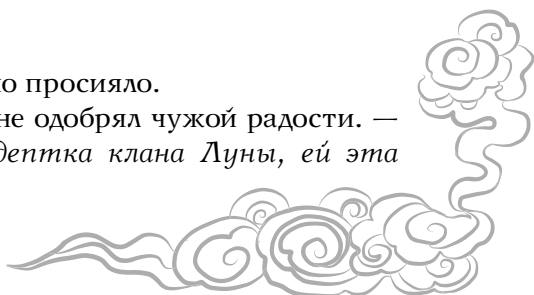 о просияло.
не одобрял чужой радости. —
дептка клана Луны, ей эта